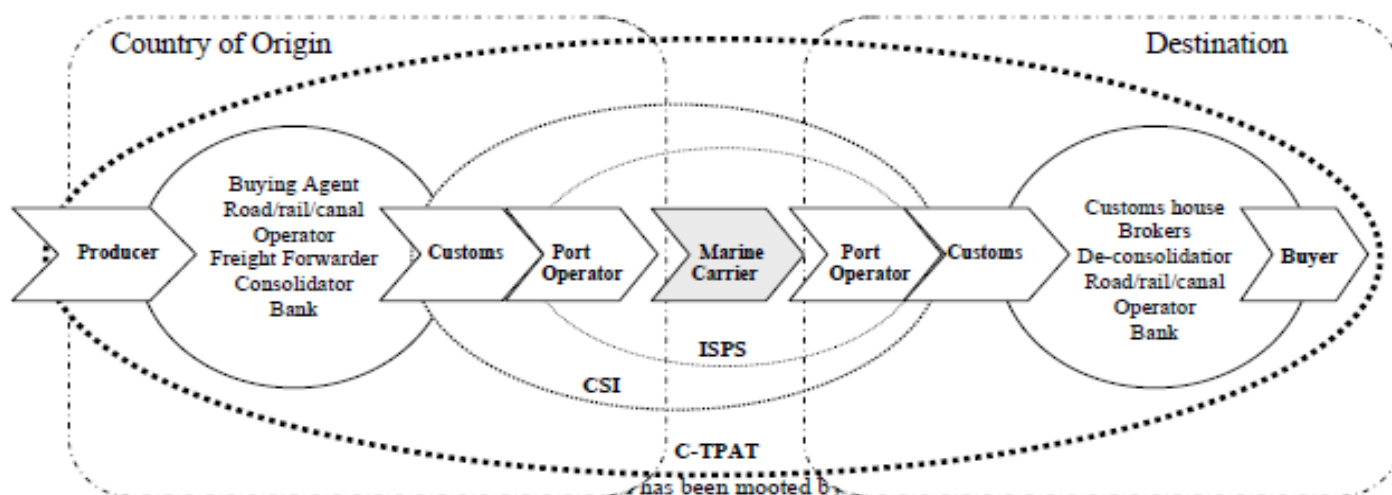 Country of Origin
Destination
Producer
Buying Agent
Road/rail/canal
Operator
Freight Forwarder
Consolidator
Bank
Customs
Port
Operator
Marine
Carrier
Port
Operator
Customs
Customs house
Brokers
De-consolidatior
Road/rail/canal
Operator
Bank
Buyer
ISPS
CSI
C-TPAT
has been mooted b